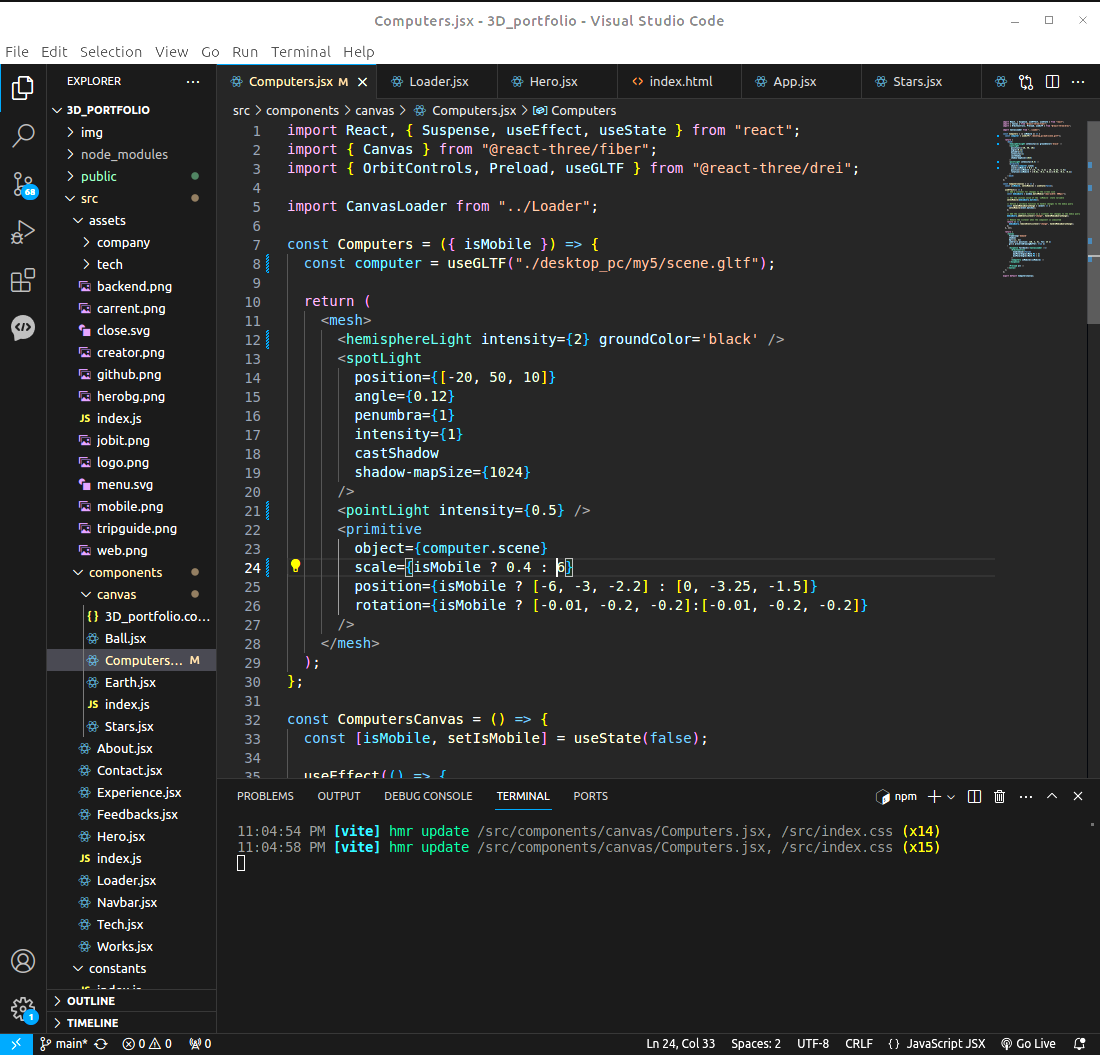 Computers.jsx - 3D_portfolio - Visual Studio Code
File Edit Selection View Go Run Terminal Help
EXPLORER
3D_PORTFOLIO
img
node_modules
public
src
assets
company
tech
backend.png
carrent.png
close.svg
creator.png
github.png
herobg.png
JS index.js
jobit.png
logo.png
menu.svg
mobile.png
tripguide.png
web.png
components
canvas
{} 3D_portfolio.co...
Ball.jsx
Computers... M
Earth.jsx
JS index.js
Stars.jsx
About.jsx
Contact.jsx
Experience.jsx
Feedbacks.jsx
Hero.jsx
JS index.js
Loader.jsx
Navbar.jsx
Tech.jsx
Works.jsx
constants
JS index.js
OUTLINE
TIMELINE
68
1
Computers.jsx M Loader.jsx Hero.jsx index.html App.jsx Stars.jsx
src > components > canvas > Computers.jsx > Computers
1 import React, { Suspense, useEffect, useState } from "react";
2 import { Canvas } from "@react-three/fiber";
3 import { OrbitControls, Preload, useGLTF } from "@react-three/drei";
4
5 import CanvasLoader from "../Loader";
6
7 const Computers = ({ isMobile }) => {
8 const computer = useGLTF("./desktop_pc/my5/scene.gltf");
9
10 return (
11 <mesh>
12 <hemisphereLight intensity={2} groundColor='black' />
13 <spotLight
14 position={[-20, 50, 10]}
15 angle={0.12}
16 penumbra={1}
17 intensity={1}
18 castShadow
19 shadow-mapSize={1024}
20 />
21 <pointLight intensity={0.5} />
22 <primitive
23 object={computer.scene}
24 scale={isMobile ? 0.4 : 6}
25 position={isMobile ? [-6, -3, -2.2] : [0, -3.25, -1.5]}
26 rotation={isMobile ? [-0.01, -0.2, -0.2]:[-0.01, -0.2, -0.2]}
27 />
28 </mesh>
29 );
30 };
31
32 const ComputersCanvas = () => {
33 const [isMobile, setIsMobile] = useState(false);
34
35 useEffect(() => {
PROBLEMS OUTPUT DEBUG CONSOLE TERMINAL PORTS npm
11:04:54 PM [vite] hmr update /src/components/canvas/Computers.jsx, /src/index.css (x14)
11:04:58 PM [vite] hmr update /src/components/canvas/Computers.jsx, /src/index.css (x15)
main* 0 0 0 Ln 24, Col 33 Spaces: 2 UTF-8 CRLF {} JavaScript JSX Go Live